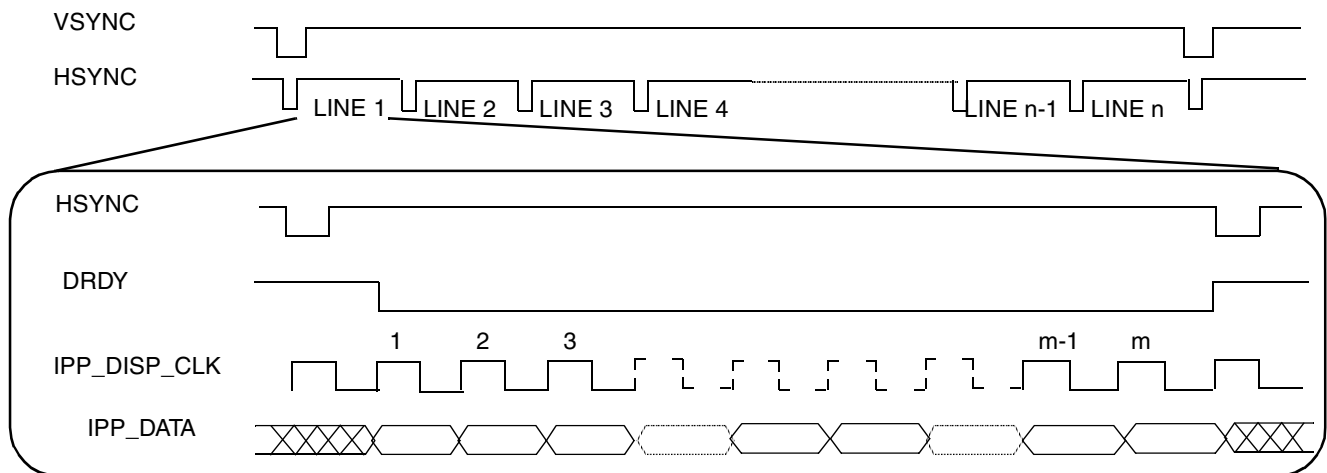 VSYNC
HSYNC
LINE 1 LINE 2 LINE 3 LINE 4 LINE n-1 LINE n
HSYNC
DRDY
1 2 3 m-1 m
IPP_DISP_CLK
IPP_DATA